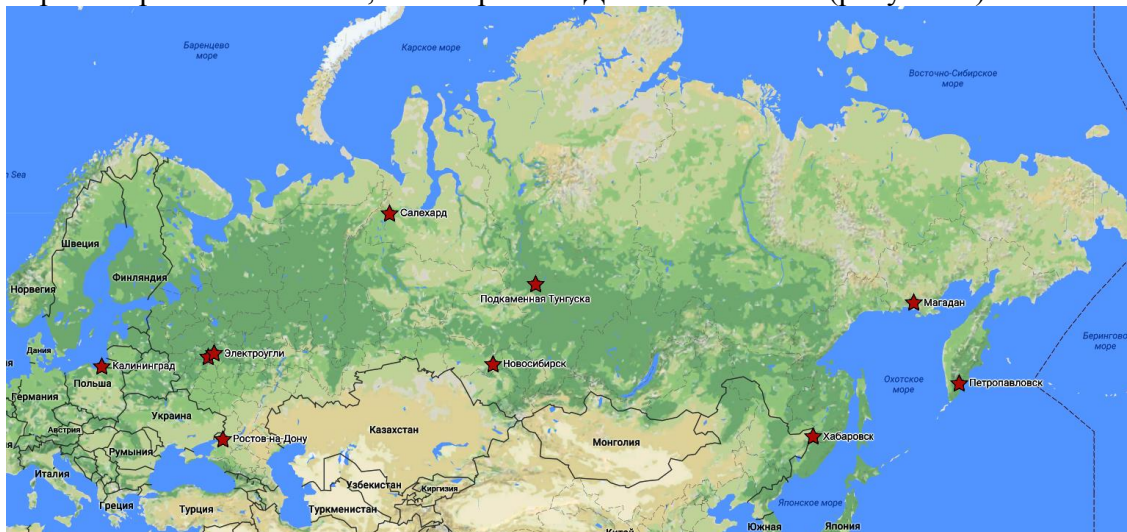 Баренцево
море
Карское море
Восточно-Сибирское
море
Sea
Салехард
Швеция
Финляндия
Норвегия
Подкаменная Тунгуска
Магадан
Берингово
море
Дания
Калининград
Электроугли
Новосибирск
Охотское
море
Петропавловск
Польша
Германия
Украина
Австрия
Румыния
Ростов-на-Дону
Казахстан
Монголия
Хабаровск
Италия
Греция
Турция
Узбекистан
Киргизия
Туркменистан
Японское море
Южная
Япония